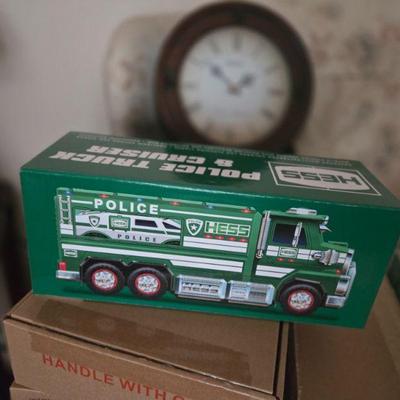 HESS
POLICE TRUCK
& CRUISER
POLICE
HESS
POLICE
HESS
HANDLE WITH